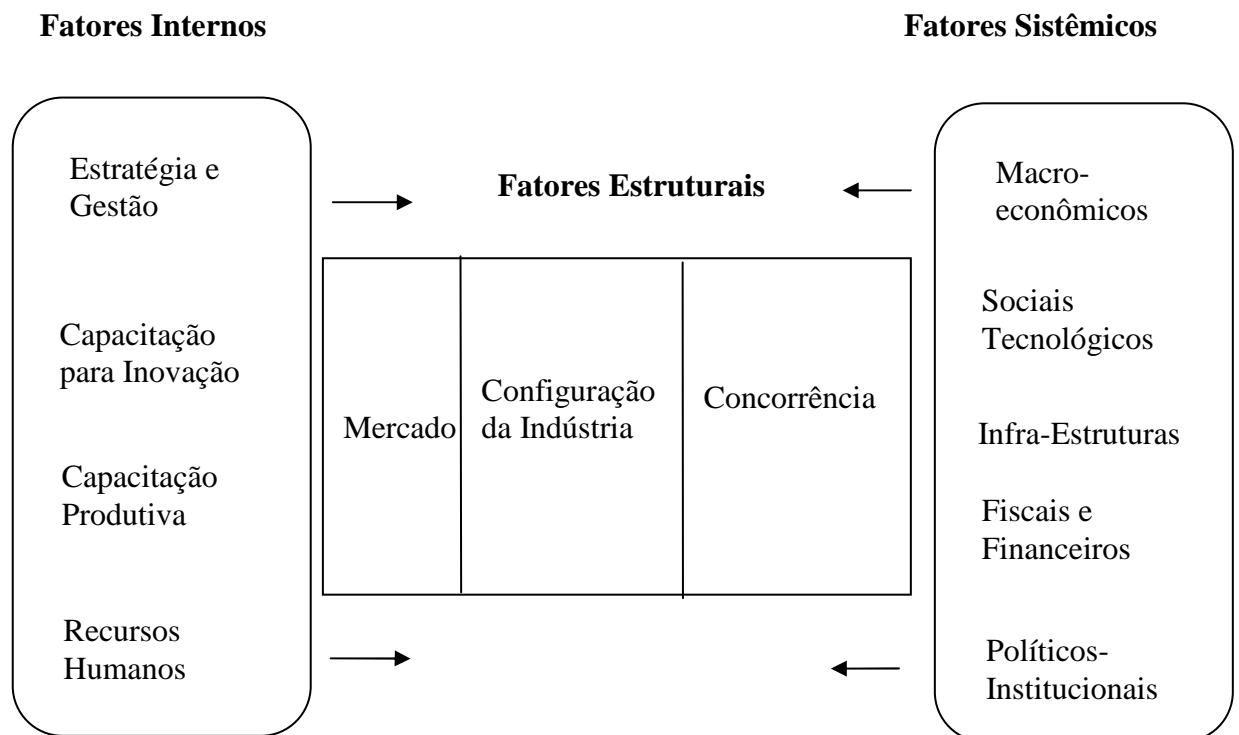 Fatores Internos
Fatores Sistêmicos
Estratégia e
Gestão
Capacitação
para Inovação
Capacitação
Produtiva
Recursos
Humanos
Fatores Estruturais
Mercado
Configuração
da Indústria
Concorrência
Macro-
econômicos
Sociais
Tecnológicos
Infra-Estruturas
Fiscais e
Financeiros
Políticos-
Institucionais